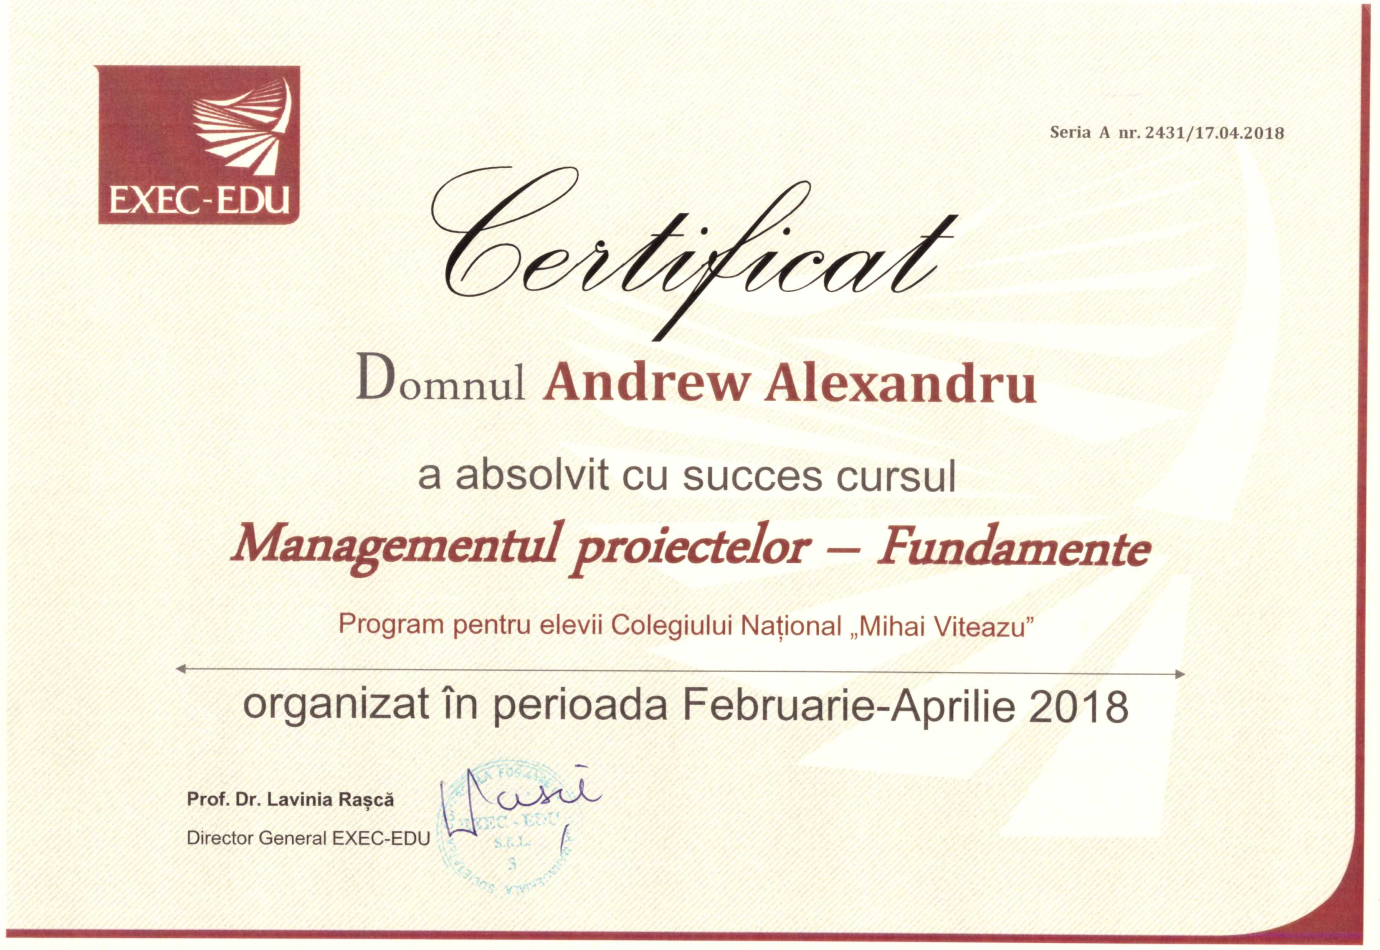 EXEC-EDU
Seria A nr. 2431/17.04.2018
Certificat
Domnul Andrew Alexandru
a absolvit cu succes cursul
Managementul proiectelor – Fundamente
Program pentru elevii Colegiului Național „Mihai Viteazu”
organizat în perioada Februarie-Aprilie 2018
Prof. Dr. Lavinia Rașcă
Director General EXEC-EDU
EXEC - EDU
S.R.L.
3